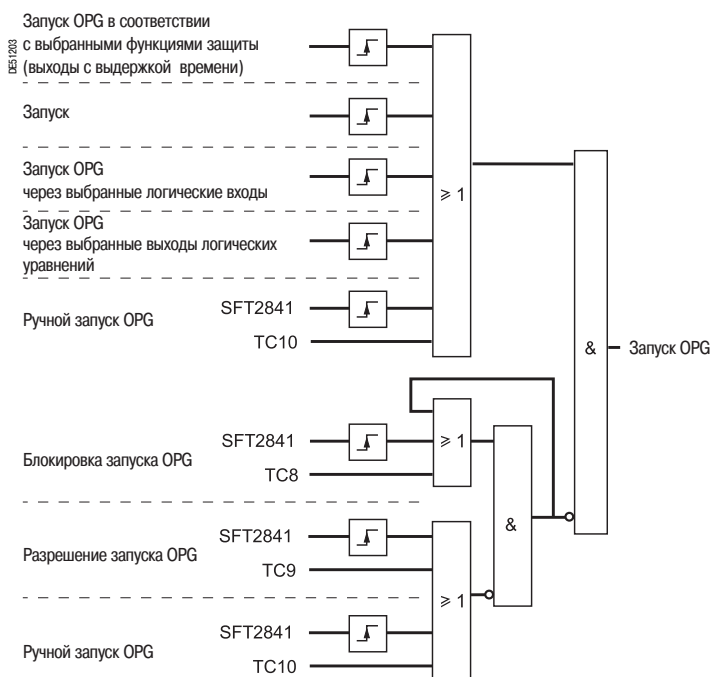 Запуск OPG в соответствии
с выбранными функциями защиты
(выходы с выдержкой времени)
DE51203
Запуск
Запуск OPG
через выбранные логические входы
≥ 1
Запуск OPG
через выбранные выходы логических
уравнений
Ручной запуск OPG
SFT2841
TC10
&
Запуск OPG
Блокировка запуска OPG
SFT2841
TC8
≥ 1
&
Разрешение запуска OPG
SFT2841
TC9
≥ 1
Ручной запуск OPG
SFT2841
TC10